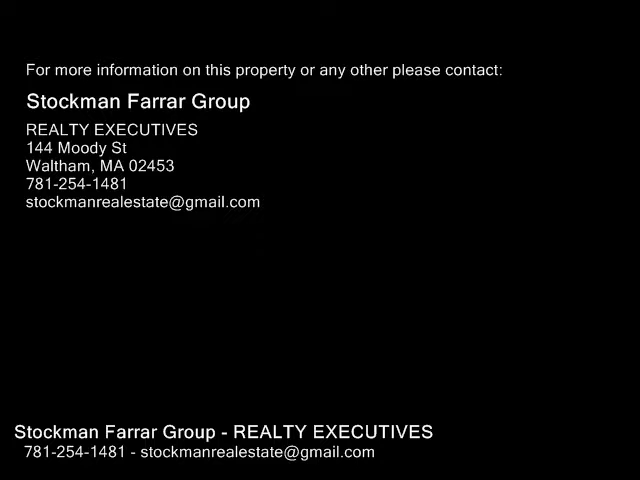 For more information on this property or any other please contact:
Stockman Farrar Group
REALTY EXECUTIVES
144 Moody St
Waltham, MA 02453
781-254-1481
stockmanrealestate@gmail.com
Stockman Farrar Group - REALTY EXECUTIVES
781-254-1481 - stockmanrealestate@gmail.com